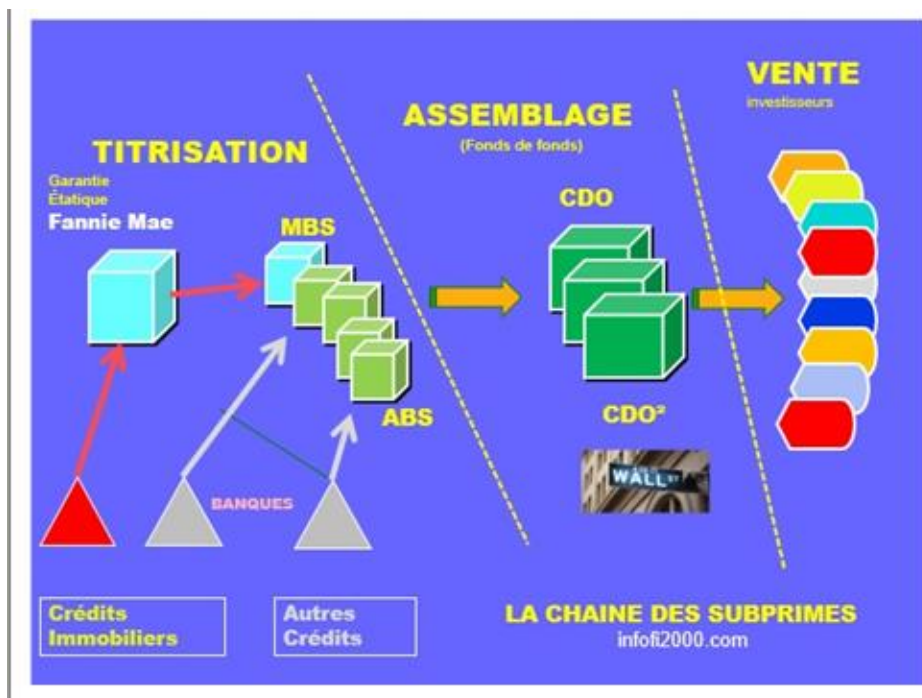 VENTE
investisseurs
ASSEMBLAGE
(Fonds de fonds)
TITRISATION
Garantie
Étatique
Fannie Mae
MBS
CDO
ABS
CDO²
WALL ST
BANQUES
Crédits
Immobiliers
Autres
Crédits
LA CHAINE DES SUBPRIMES
infofi2000.com